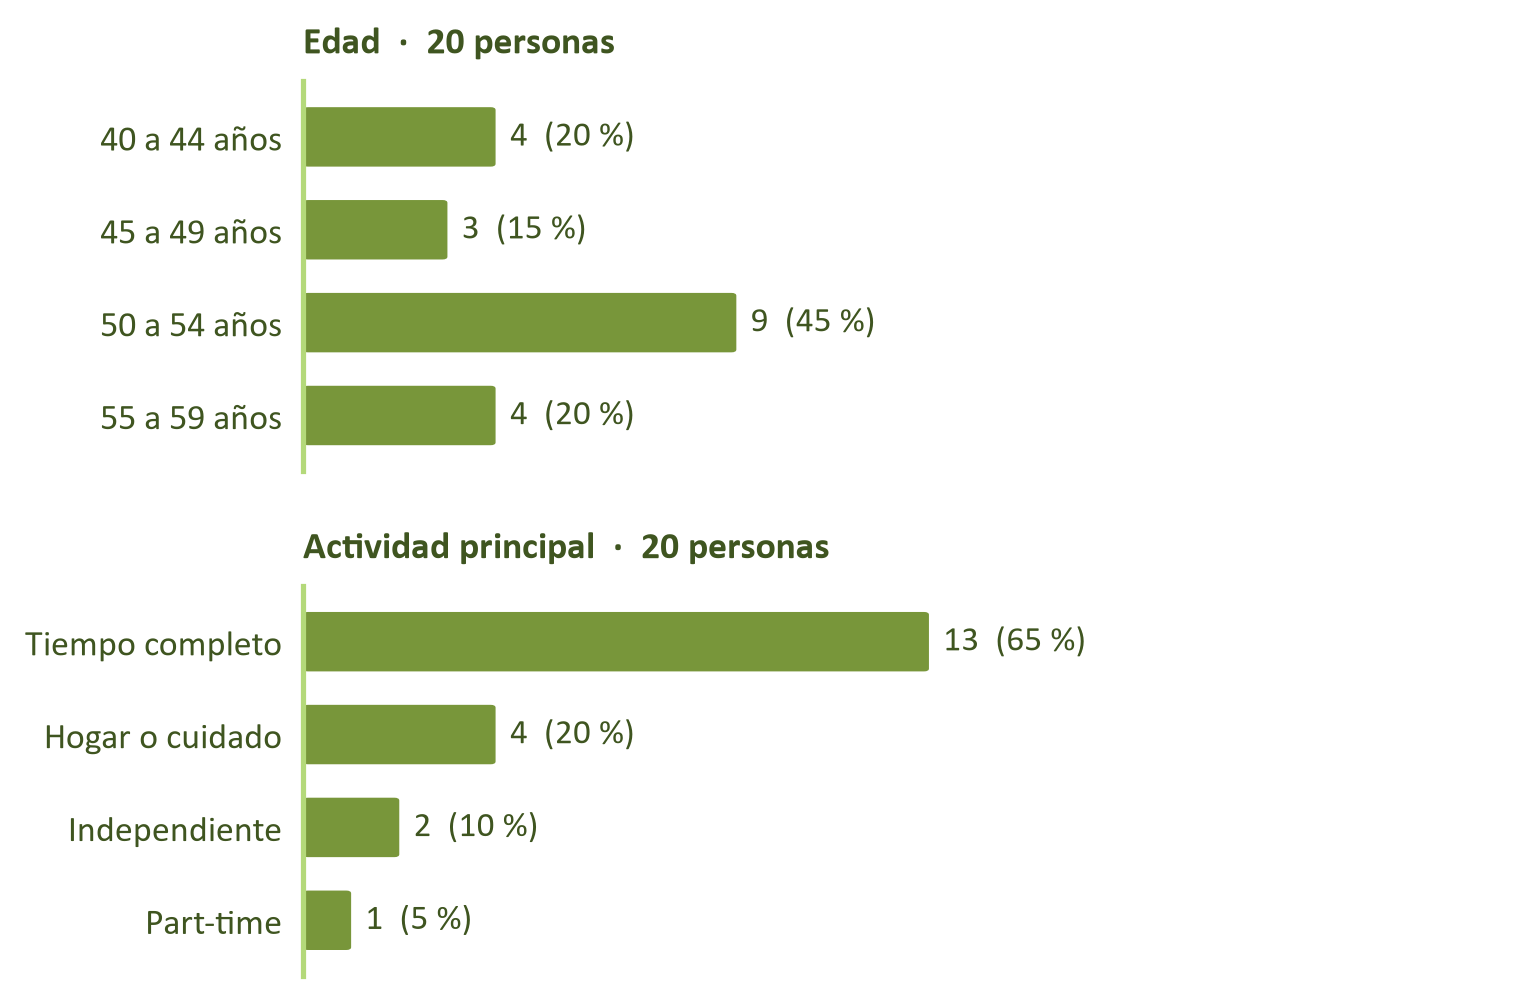 Edad · 20 personas
40 a 44 años 4 (20 %)
45 a 49 años 3 (15 %)
50 a 54 años 9 (45 %)
55 a 59 años 4 (20 %)
Actividad principal · 20 personas
Tiempo completo 13 (65 %)
Hogar o cuidado 4 (20 %)
Independiente 2 (10 %)
Part-time 1 (5 %)